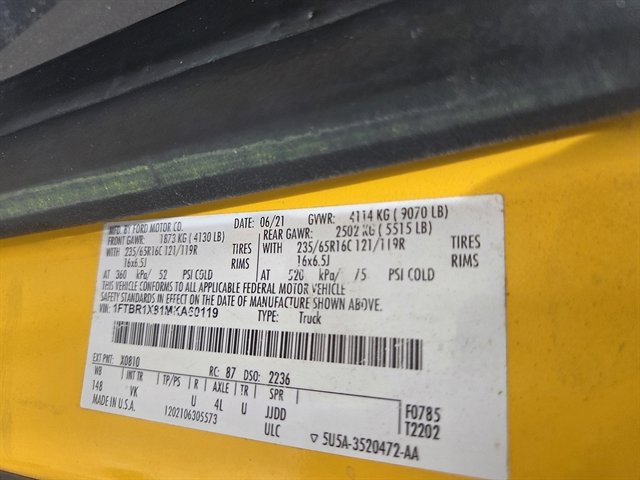 MFG. BY FORD MOTOR CO. DATE: 06/21 GVWR: 4114 KG ( 9070 LB)
FRONT GAWR: 1873 KG ( 4130 LB) REAR GAWR: 2502 KG ( 5515 LB)
WITH 235/65R16C 121/119R TIRES WITH 235/65R16C 121/119R TIRES
16x6.5J RIMS 16x6.5J RIMS
AT 360 kPa/ 52 PSI COLD AT 520 kPa/ 75 PSI COLD
THIS VEHICLE CONFORMS TO ALL APPLICABLE FEDERAL MOTOR VEHICLE
SAFETY STANDARDS IN EFFECT ON THE DATE OF MANUFACTURE SHOWN ABOVE.
VIN: 1FTBR1X81MKA60119 TYPE: Truck
EXT PNT: X0810 RC: 87 DSO: 2236
WB INT TR TP/PS R AXLE TR SPR
148 VK U 4L U JJDD F0785
MADE IN U.S.A. 1202106305573 ULC T2202
▽ 5U5A-3520472-AA